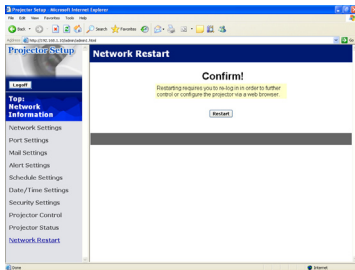 Projector Setup - Microsoft Internet Explorer
File Edit View Favorites Tools Help
Back Search Favorites
Address Go
Projector Setup
Logoff
Top:
Network
Information
Network Settings
Port Settings
Mail Settings
Alert Settings
Schedule Settings
Date/Time Settings
Security Settings
Projector Control
Projector Status
Network Restart
Network Restart
Confirm!
Restarting requires you to re-log in in order to further
control or configure the projector via a web browser.
Restart
Done
Internet